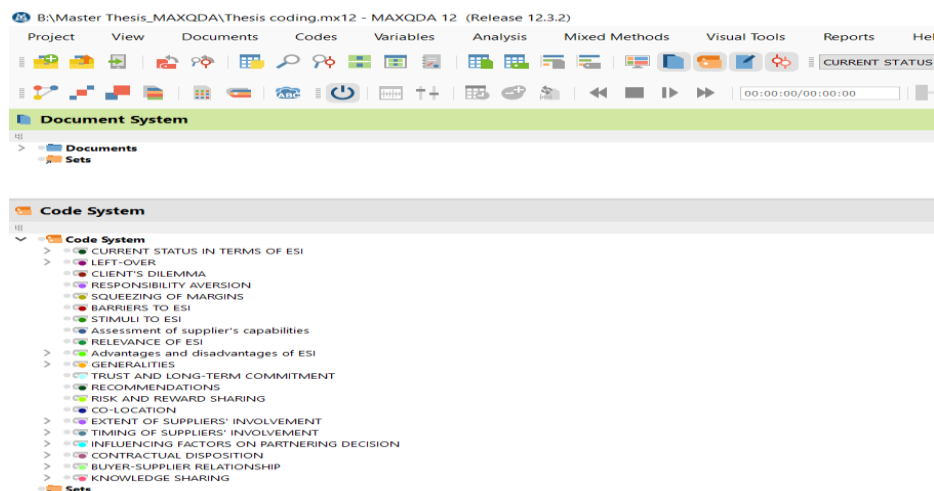 B:\Master Thesis_MAXQDA\Thesis coding.mx12 - MAXQDA 12 (Release 12.3.2)
Project View Documents Codes Variables Analysis Mixed Methods Visual Tools Reports Hel
CURRENT STATUS
ABC 00:00:00/00:00:00
Document System
Documents
Sets
Code System
Code System
CURRENT STATUS IN TERMS OF ESI
LEFT-OVER
CLIENT'S DILEMMA
RESPONSIBILITY AVERSION
SQUEEZING OF MARGINS
BARRIERS TO ESI
STIMULI TO ESI
Assessment of supplier's capabilities
RELEVANCE OF ESI
Advantages and disadvantages of ESI
GENERALITIES
TRUST AND LONG-TERM COMMITMENT
RECOMMENDATIONS
RISK AND REWARD SHARING
CO-LOCATION
EXTENT OF SUPPLIERS' INVOLVEMENT
TIMING OF SUPPLIERS' INVOLVEMENT
INFLUENCING FACTORS ON PARTNERING DECISION
CONTRACTUAL DISPOSITION
BUYER-SUPPLIER RELATIONSHIP
KNOWLEDGE SHARING
Sets